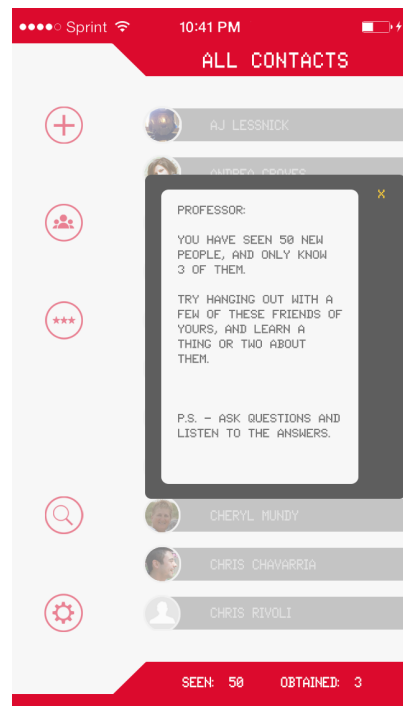 Sprint 10:41 PM
ALL CONTACTS
AJ LESSNICK
ANDREA GROVES
PROFESSOR:
YOU HAVE SEEN 50 NEW
PEOPLE, AND ONLY KNOW
3 OF THEM.
TRY HANGING OUT WITH A
FEW OF THESE FRIENDS OF
YOURS, AND LEARN A
THING OR TWO ABOUT
THEM.
P.S. - ASK QUESTIONS AND
LISTEN TO THE ANSWERS.
X
CHERYL MUNDY
CHRIS CHAVARRIA
CHRIS RIVOLI
SEEN: 50 OBTAINED: 3